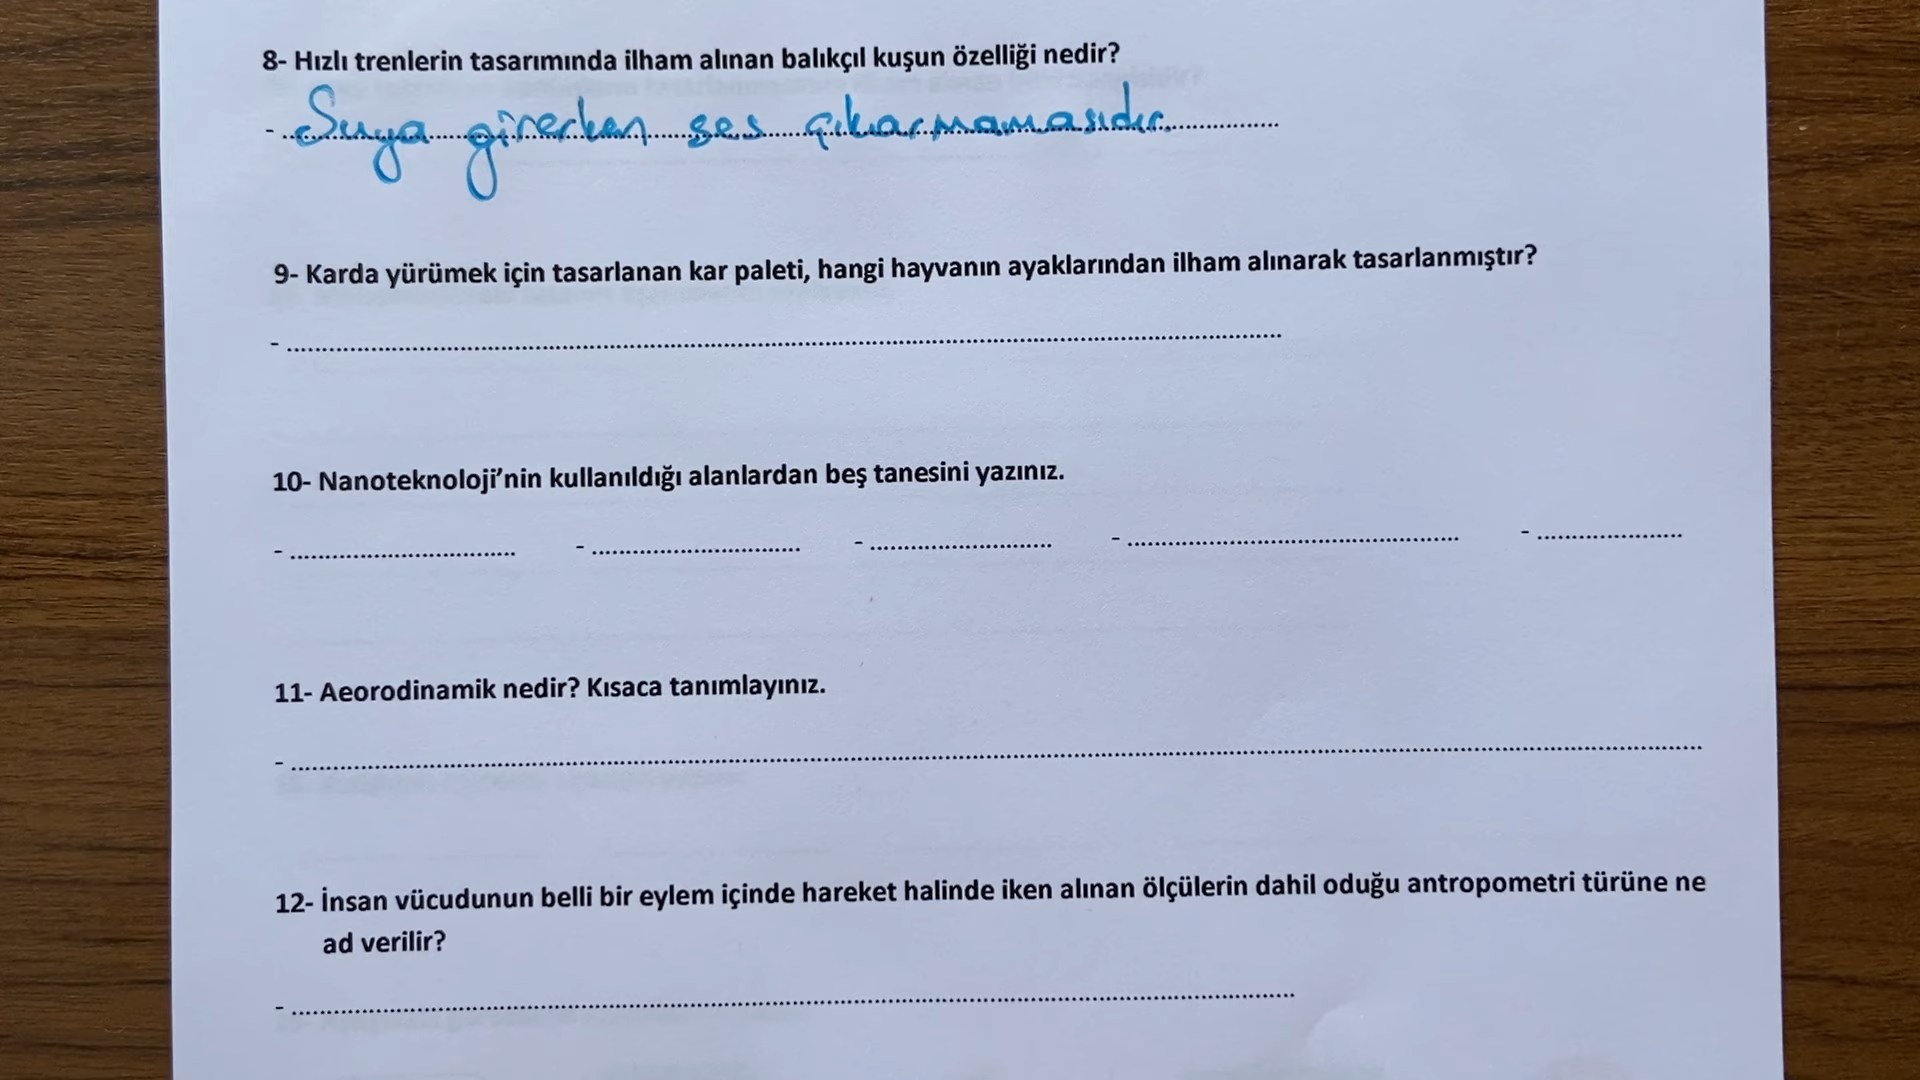 8- Hızlı trenlerin tasarımında ilham alınan balıkçıl kuşun özelliği nedir?
- Suya girerken ses çıkarmamasıdır.
9- Karda yürümek için tasarlanan kar paleti, hangi hayvanın ayaklarından ilham alınarak tasarlanmıştır?
- ........................................
10- Nanoteknoloji’nin kullanıldığı alanlardan beş tanesini yazınız.
- .................... - .................... - .................... - .................... - ....................
11- Aeorodinamik nedir? Kısaca tanımlayınız.
- ........................................
12- İnsan vücudunun belli bir eylem içinde hareket halinde iken alınan ölçülerin dahil oduğu antropometri türüne ne
ad verilir?
- ........................................